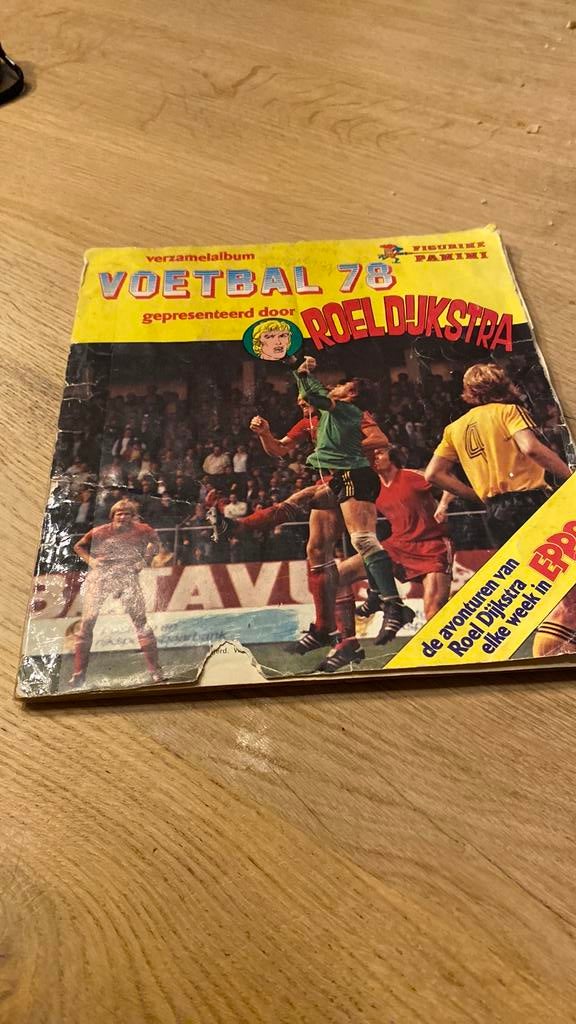 verzamelalbum
VOETBAL 78
FIGURINE
PANINI
gepresenteerd door
ROEL DIJKSTRA
4
BATAVU
de avonturen van
Roel Dijkstra
elke week in
EPPO